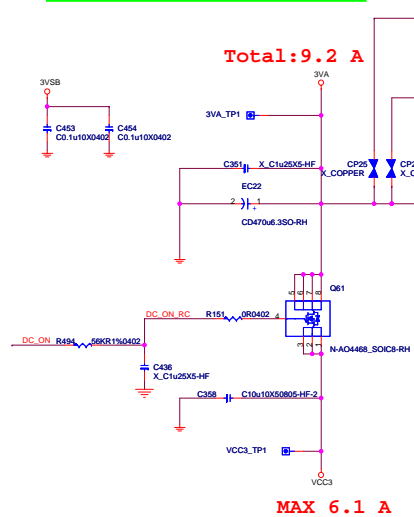 Total:9.2 A
3VSB
3VA
3VA_TP1
C453
C0.1u10X0402
C454
C0.1u10X0402
C351
X_C1u25X5-HF
CP25
X_COPPER
EC22
2
1
+
CD470u6.3SO-RH
5
6
7
8
Q61
DC_ON_RC
R151
0R0402
4
DC_ON
R494
56KR1%0402
3
2
1
N-AO4468_SOIC8-RH
C436
X_C1u25X5-HF
C358
C10u10X50805-HF-2
VCC3_TP1
VCC3
MAX 6.1 A